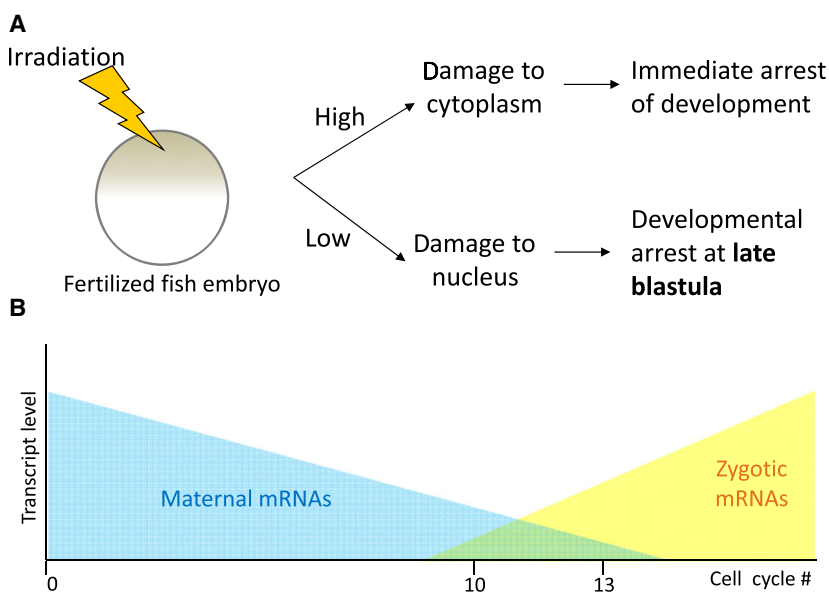 A
Irradiation
High
Low
Damage to
cytoplasm
Immediate arrest
of development
Damage to
nucleus
Developmental
arrest at late
blastula
Fertilized fish embryo
B
Transcript level
Maternal mRNAs
Zygotic
mRNAs
0
10
13
Cell cycle #